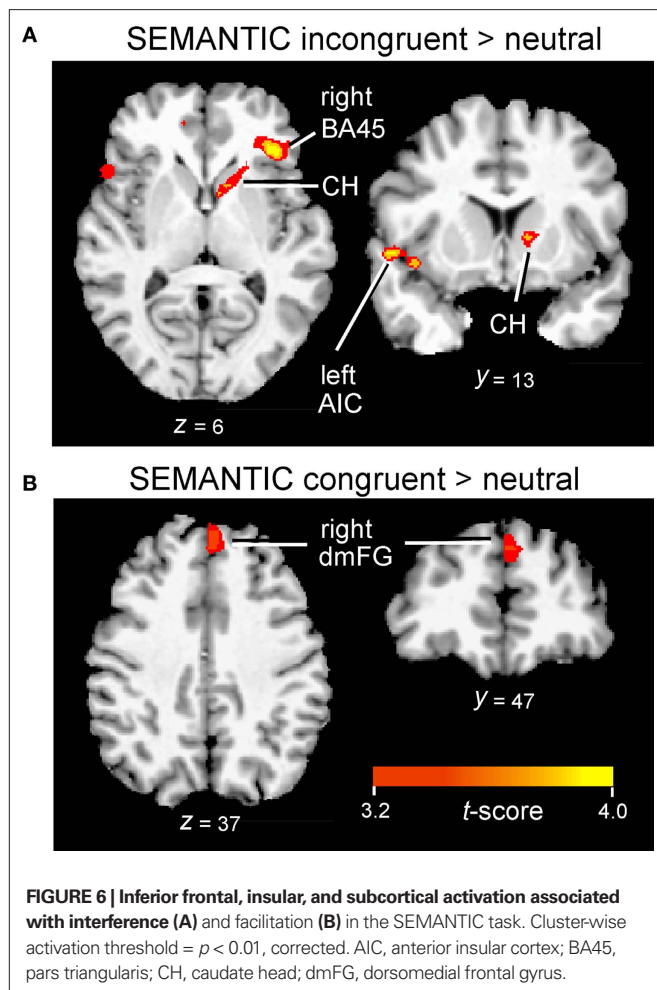 A
SEMANTIC incongruent > neutral
right
BA45
CH
CH
left
AIC
y = 13
z = 6
B
SEMANTIC congruent > neutral
right
dmFG
y = 47
z = 37
3.2
t-score
4.0
FIGURE 6 | Inferior frontal, insular, and subcortical activation associated
with interference (A) and facilitation (B) in the SEMANTIC task. Cluster-wise
activation threshold = p < 0.01, corrected. AIC, anterior insular cortex; BA45,
pars triangularis; CH, caudate head; dmFG, dorsomedial frontal gyrus.